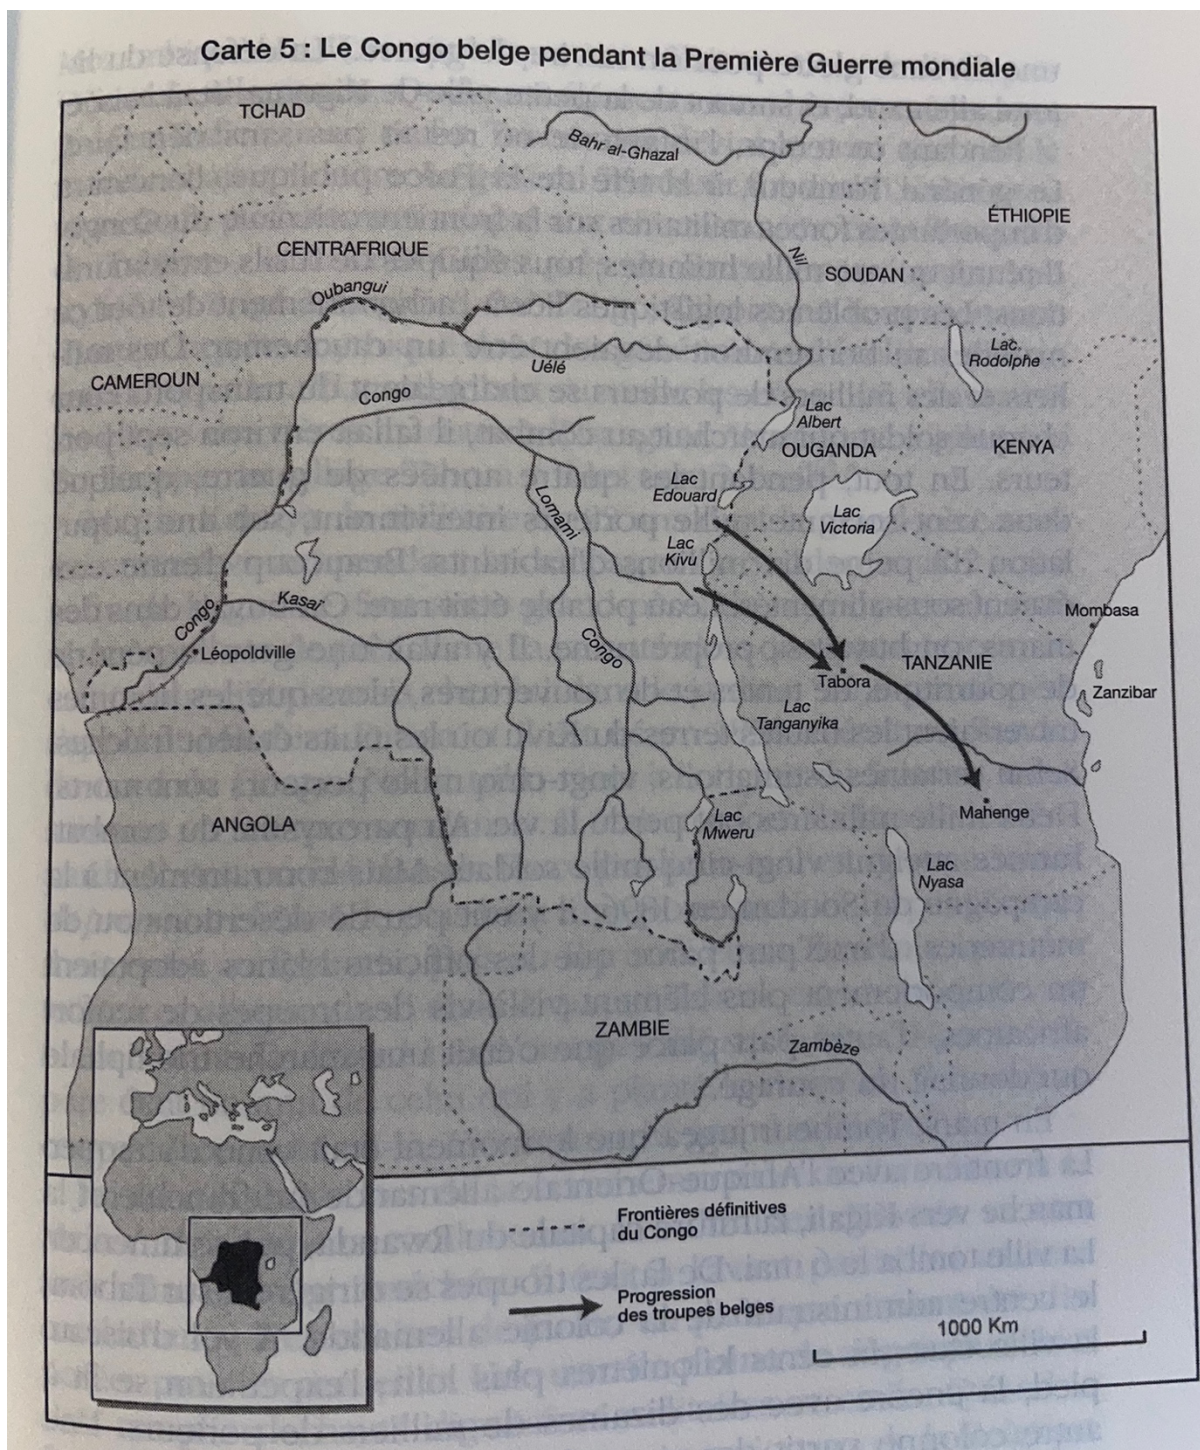 Carte 5 : Le Congo belge pendant la Première Guerre mondiale
TCHAD
Bahr al-Ghazal
ÉTHIOPIE
CENTRAFRIQUE
Nil
SOUDAN
Oubangui
Lac
Rodolphe
Uélé
CAMEROUN
Congo
Lac
Albert
OUGANDA
KENYA
Lac
Edouard
Lomami
Lac
Victoria
Lac
Kivu
Kasaï
Congo
Mombasa
Congo
Léopoldville
TANZANIE
Tabora
Zanzibar
Lac
Tanganyika
Mahenge
ANGOLA
Lac
Mweru
Lac
Nyasa
ZAMBIE
Zambèze
Frontières définitives
du Congo
Progression
des troupes belges
1000 Km